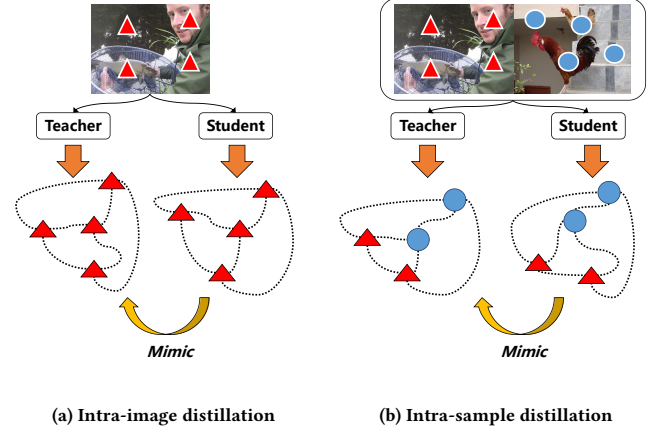 Teacher
Student
Mimic
(a) Intra-image distillation
Teacher
Student
Mimic
(b) Intra-sample distillation